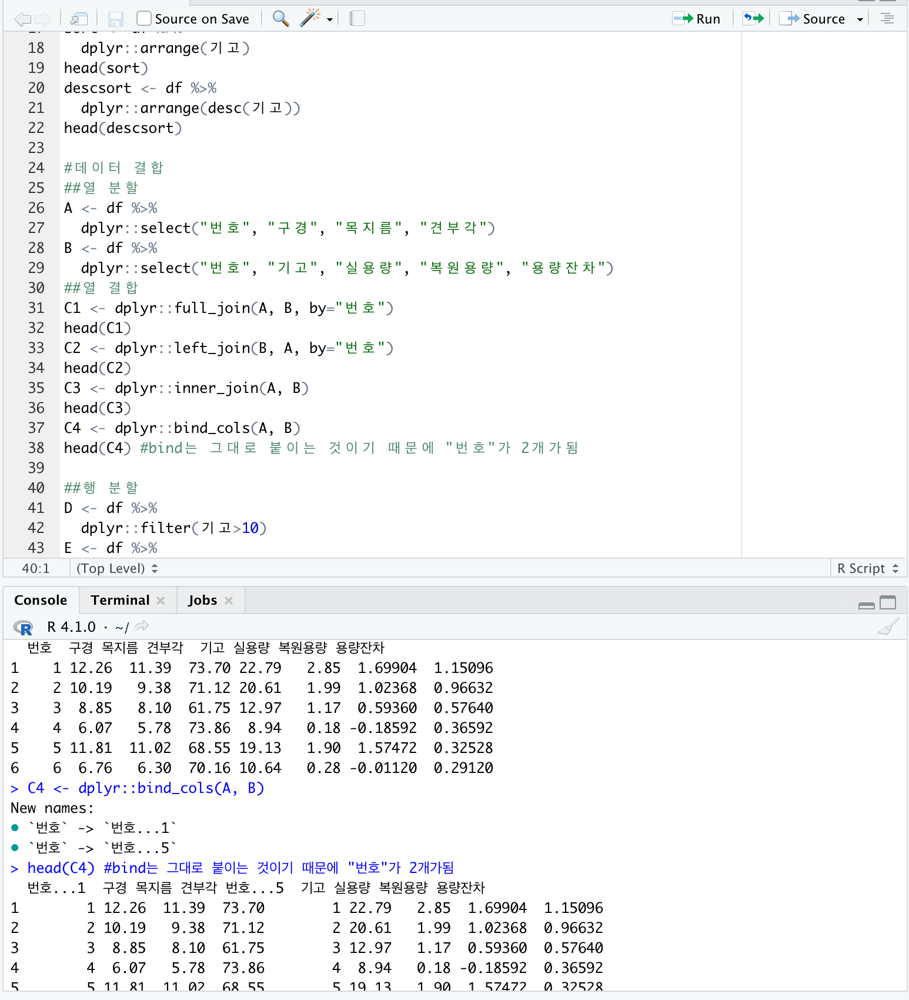 Source on Save
Run
Source
18   dplyr::arrange(기고)
19 head(sort)
20 descsort <- df %>%
21   dplyr::arrange(desc(기고))
22 head(descsort)
23
24 #데이터 결합
25 ##열 분할
26 A <- df %>%
27   dplyr::select("번호", "구경", "목지름", "견부각")
28 B <- df %>%
29   dplyr::select("번호", "기고", "실용량", "복원용량", "용량잔차")
30 ##열 결합
31 C1 <- dplyr::full_join(A, B, by="번호")
32 head(C1)
33 C2 <- dplyr::left_join(B, A, by="번호")
34 head(C2)
35 C3 <- dplyr::inner_join(A, B)
36 head(C3)
37 C4 <- dplyr::bind_cols(A, B)
38 head(C4) #bind는 그대로 붙이는 것이기 때문에 "번호"가 2개가됨
39
40 ##행 분할
41 D <- df %>%
42   dplyr::filter(기고>10)
43 E <- df %>%
40:1 (Top Level) R Script
Console Terminal Jobs
R 4.1.0 · ~/
번호 구경 목지름 견부각 기고 실용량 복원용량 용량잔차
1 1 12.26 11.39 73.70 22.79 2.85 1.69904 1.15096
2 2 10.19 9.38 71.12 20.61 1.99 1.02368 0.96632
3 3 8.85 8.10 61.75 12.97 1.17 0.59360 0.57640
4 4 6.07 5.78 73.86 8.94 0.18 -0.18592 0.36592
5 5 11.81 11.02 68.55 19.13 1.90 1.57472 0.32528
6 6 6.76 6.30 70.16 10.64 0.28 -0.01120 0.29120
> C4 <- dplyr::bind_cols(A, B)
New names:
● `번호` -> `번호...1`
● `번호` -> `번호...5`
> head(C4) #bind는 그대로 붙이는 것이기 때문에 "번호"가 2개가됨
번호...1 구경 목지름 견부각 번호...5 기고 실용량 복원용량 용량잔차
1 1 12.26 11.39 73.70 1 22.79 2.85 1.69904 1.15096
2 2 10.19 9.38 71.12 2 20.61 1.99 1.02368 0.96632
3 3 8.85 8.10 61.75 3 12.97 1.17 0.59360 0.57640
4 4 6.07 5.78 73.86 4 8.94 0.18 -0.18592 0.36592
5 5 11.81 11.02 68.55 5 19.13 1.90 1.57472 0.32528